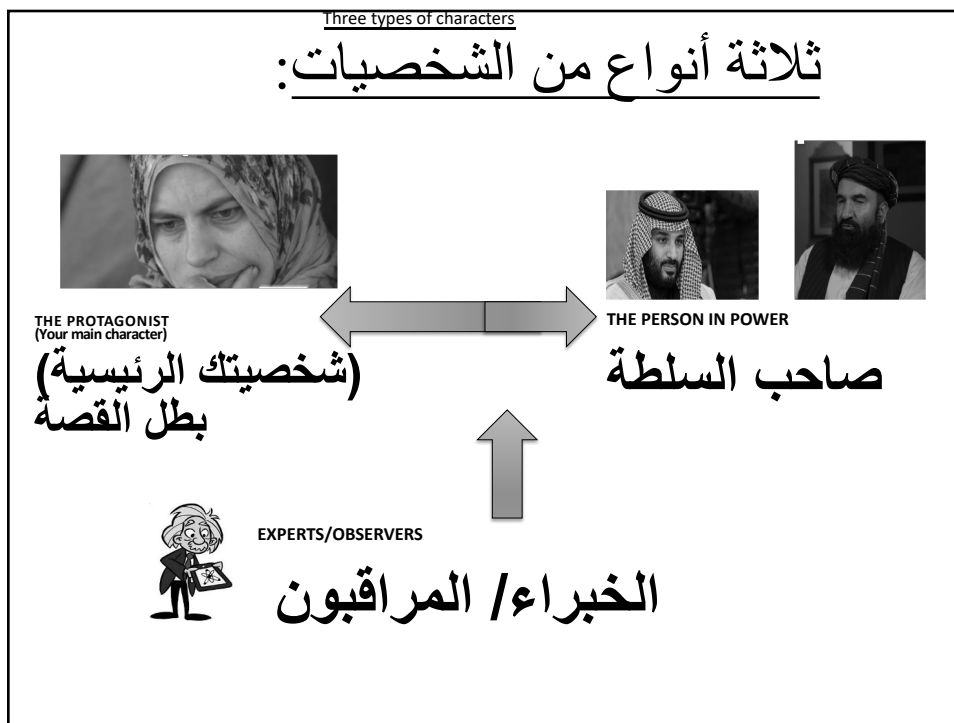 Three types of characters
ثلاثة أنواع من الشخصيات:
THE PROTAGONIST
(Your main character)
(شخصيتك الرئيسية)
بطل القصة
THE PERSON IN POWER
صاحب السلطة
EXPERTS/OBSERVERS
الخبراء/ المراقبون